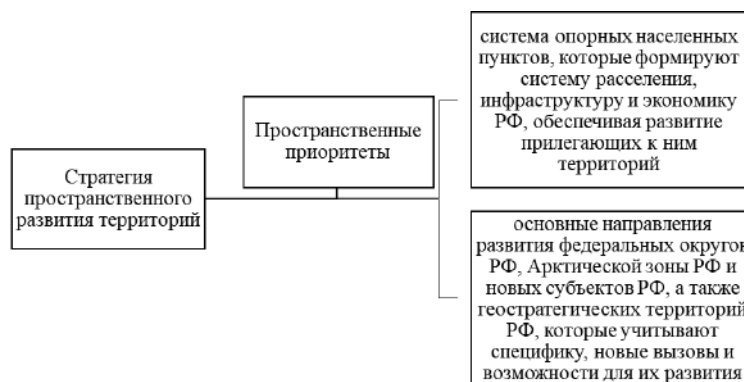 Стратегия
пространственного
развития территорий
Пространственные
приоритеты
система опорных населенных
пунктов, которые формируют
систему расселения,
инфраструктуру и экономику
РФ, обеспечивая развитие
прилегающих к ним
территорий
основные направления
развития федеральных округов
РФ, Арктической зоны РФ и
новых субъектов РФ, а также
геостратегических территорий
РФ, которые учитывают
специфику, новые вызовы и
возможности для их развития